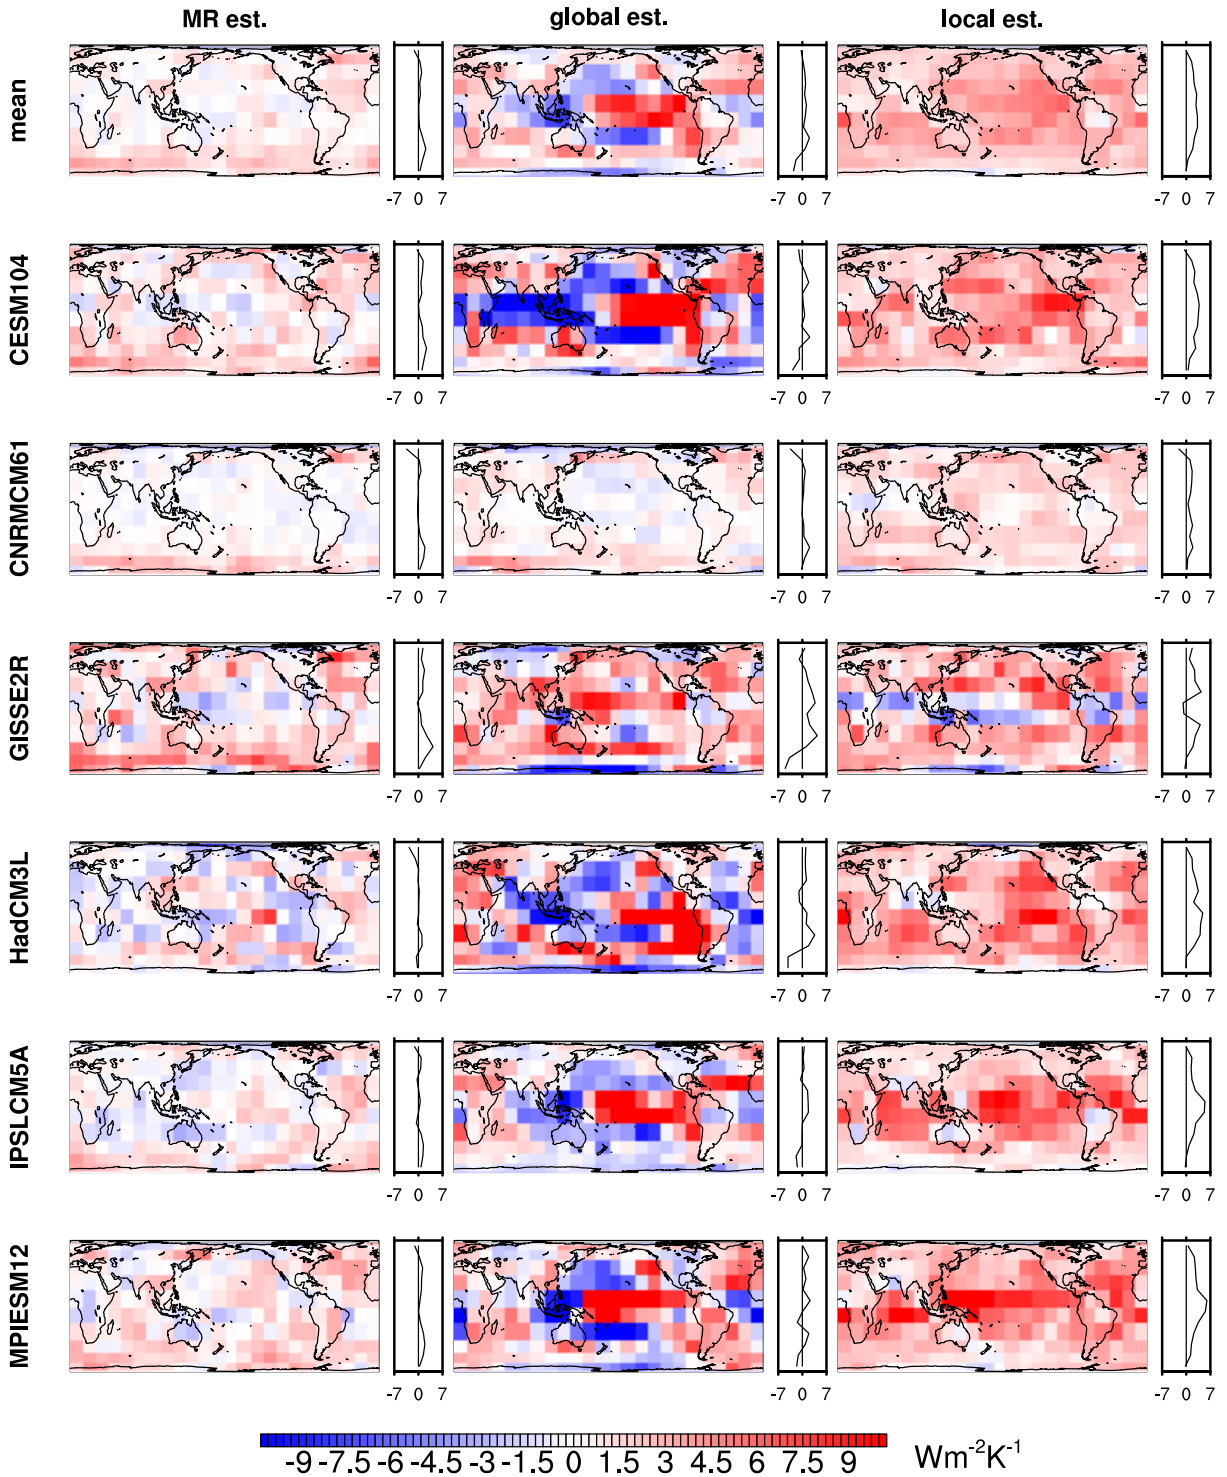 MR est. global est. local est.
mean
-7 0 7 -7 0 7 -7 0 7
CESM104
-7 0 7 -7 0 7 -7 0 7
CNRMCM61
-7 0 7 -7 0 7 -7 0 7
GISSE2R
-7 0 7 -7 0 7 -7 0 7
HadCM3L
-7 0 7 -7 0 7 -7 0 7
IPSLCM5A
-7 0 7 -7 0 7 -7 0 7
MPIESM12
-7 0 7 -7 0 7 -7 0 7
-9 -7.5 -6 -4.5 -3 -1.5 0 1.5 3 4.5 6 7.5 9 Wm⁻²K⁻¹